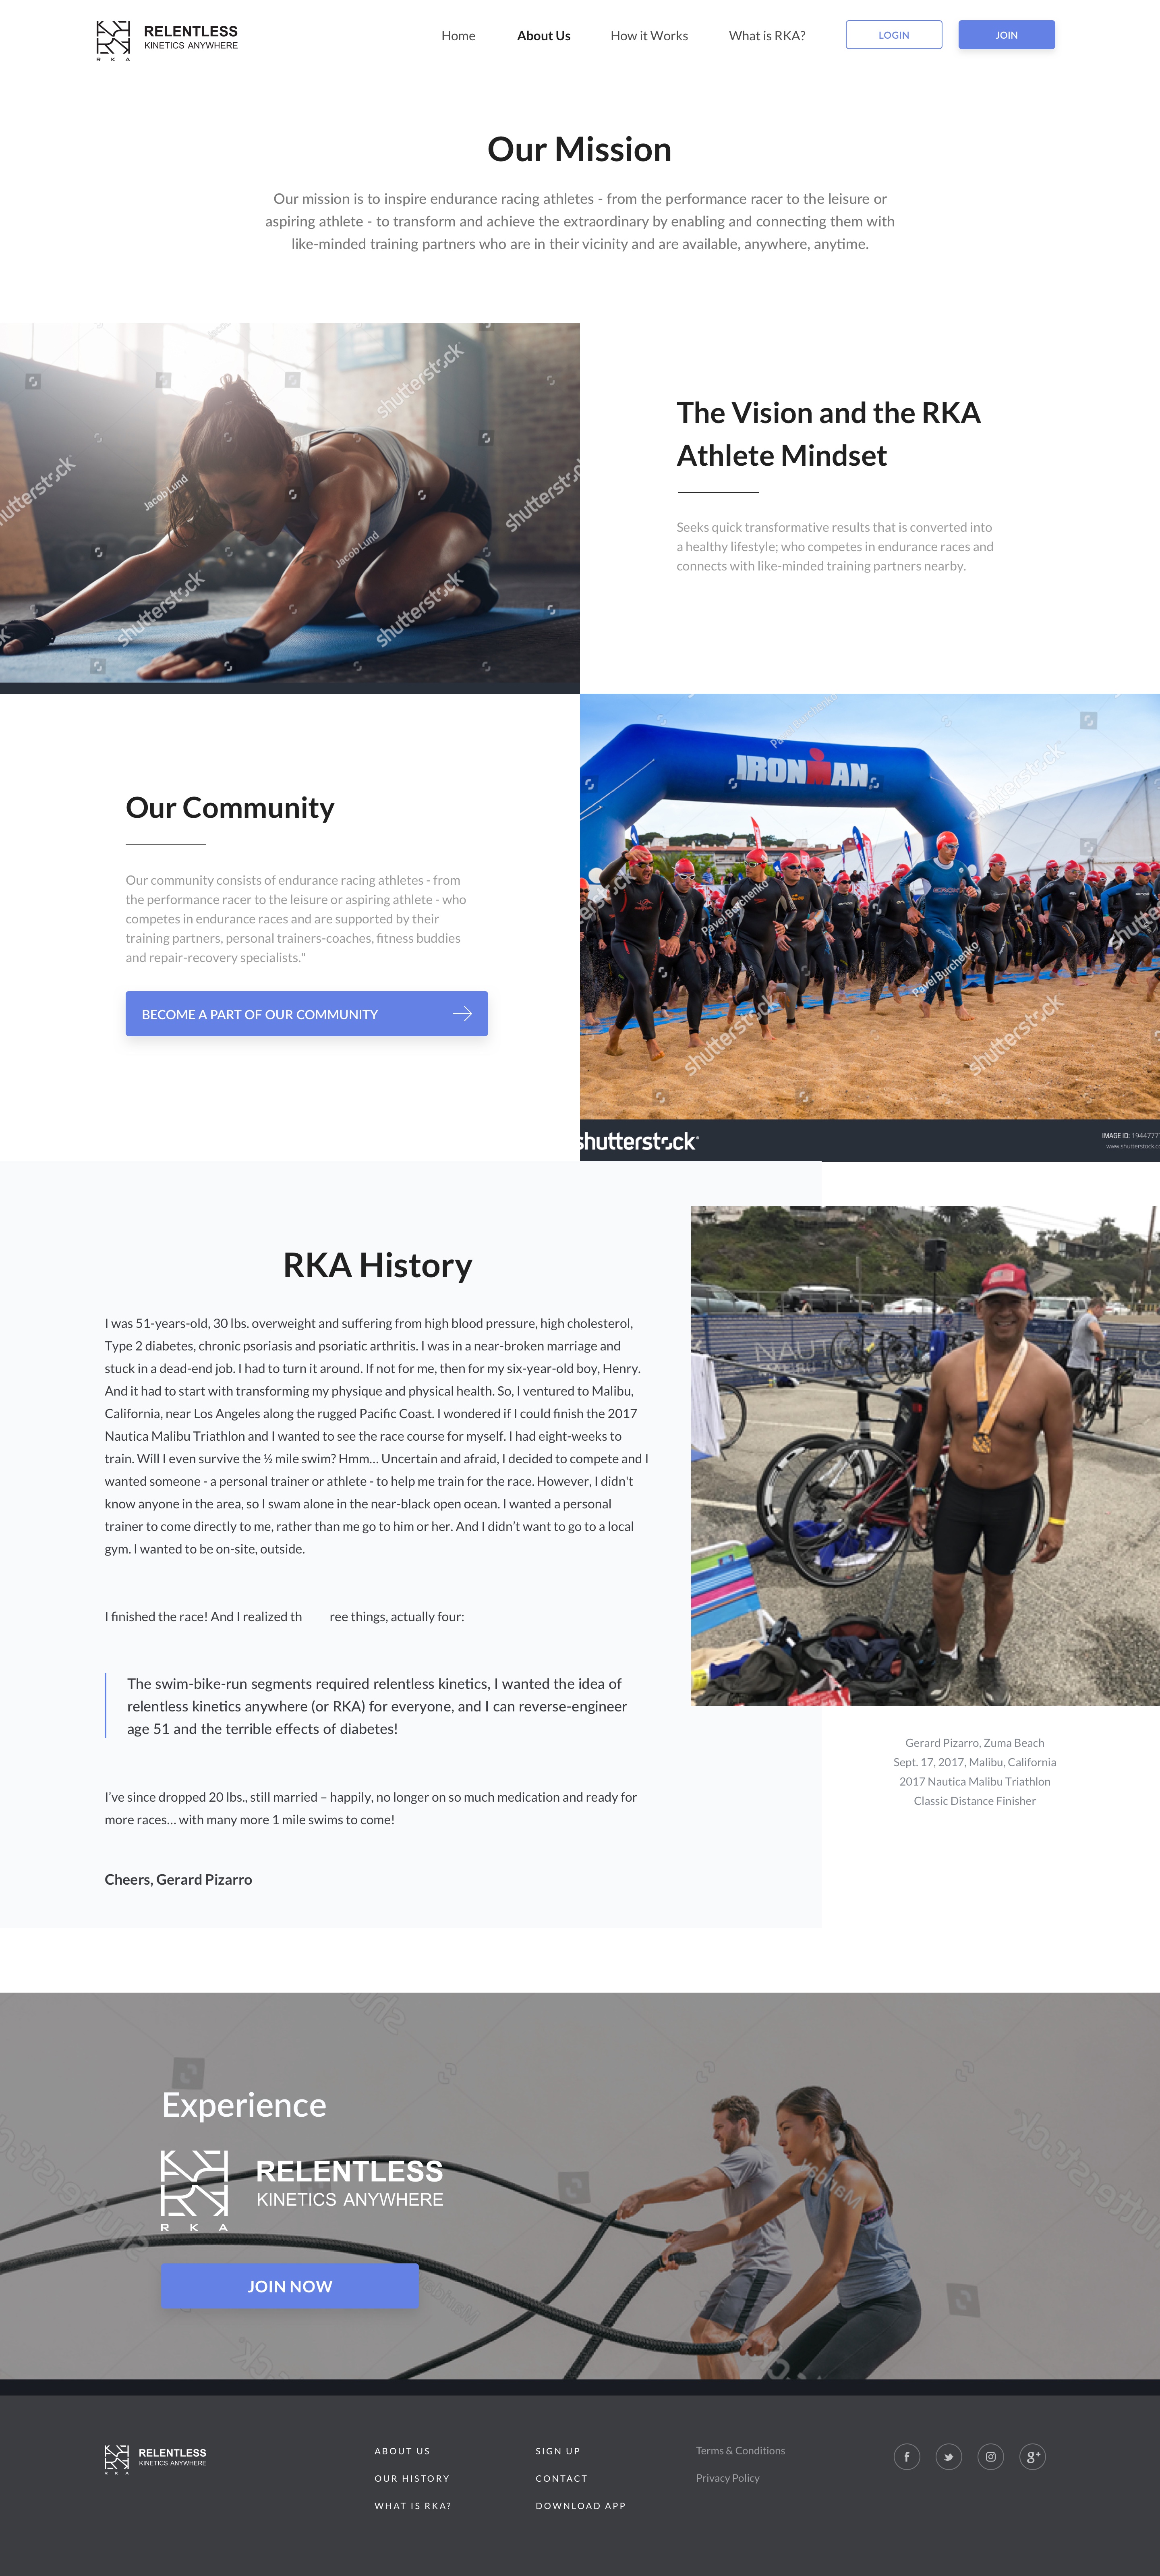 RELENTLESS
KINETICS ANYWHERE
R K A
Home
About Us
How it Works
What is RKA?
LOGIN
JOIN
Our Mission
Our mission is to inspire endurance racing athletes - from the performance racer to the leisure or
aspiring athlete - to transform and achieve the extraordinary by enabling and connecting them with
like-minded training partners who are in their vicinity and are available, anywhere, anytime.
shutterstock
shutterstock
Jacob Lund
shutterstock
Jacob Lund
shutterstock
shutterstock
The Vision and the RKA
Athlete Mindset
Seeks quick transformative results that is converted into
a healthy lifestyle; who competes in endurance races and
connects with like-minded training partners nearby.
Our Community
Our community consists of endurance racing athletes - from
the performance racer to the leisure or aspiring athlete - who
competes in endurance races and are supported by their
training partners, personal trainers-coaches, fitness buddies
and repair-recovery specialists."
BECOME A PART OF OUR COMMUNITY
Pavel Burchenko
IRONMAN
shutterstock
Pavel Burchenko
Pavel Burchenko
shutterstock
shutterstock
shutterstock
IMAGE ID: 1944777
www.shutterstock.c
RKA History
I was 51-years-old, 30 lbs. overweight and suffering from high blood pressure, high cholesterol,
Type 2 diabetes, chronic psoriasis and psoriatic arthritis. I was in a near-broken marriage and
stuck in a dead-end job. I had to turn it around. If not for me, then for my six-year-old boy, Henry.
And it had to start with transforming my physique and physical health. So, I ventured to Malibu,
California, near Los Angeles along the rugged Pacific Coast. I wondered if I could finish the 2017
Nautica Malibu Triathlon and I wanted to see the race course for myself. I had eight-weeks to
train. Will I even survive the ½ mile swim? Hmm... Uncertain and afraid, I decided to compete and I
wanted someone - a personal trainer or athlete - to help me train for the race. However, I didn't
know anyone in the area, so I swam alone in the near-black open ocean. I wanted a personal
trainer to come directly to me, rather than me go to him or her. And I didn't want to go to a local
gym. I wanted to be on-site, outside.
I finished the race! And I realized th ree things, actually four:
The swim-bike-run segments required relentless kinetics, I wanted the idea of
relentless kinetics anywhere (or RKA) for everyone, and I can reverse-engineer
age 51 and the terrible effects of diabetes!
I've since dropped 20 lbs., still married – happily, no longer on so much medication and ready for
more races... with many more 1 mile swims to come!
Cheers, Gerard Pizarro
NAUTICA
Gerard Pizarro, Zuma Beach
Sept. 17, 2017, Malibu, California
2017 Nautica Malibu Triathlon
Classic Distance Finisher
Experience
RELENTLESS
KINETICS ANYWHERE
R K A
JOIN NOW
RELENTLESS
KINETICS ANYWHERE
R K A
ABOUT US
OUR HISTORY
WHAT IS RKA?
SIGN UP
CONTACT
DOWNLOAD APP
Terms & Conditions
Privacy Policy